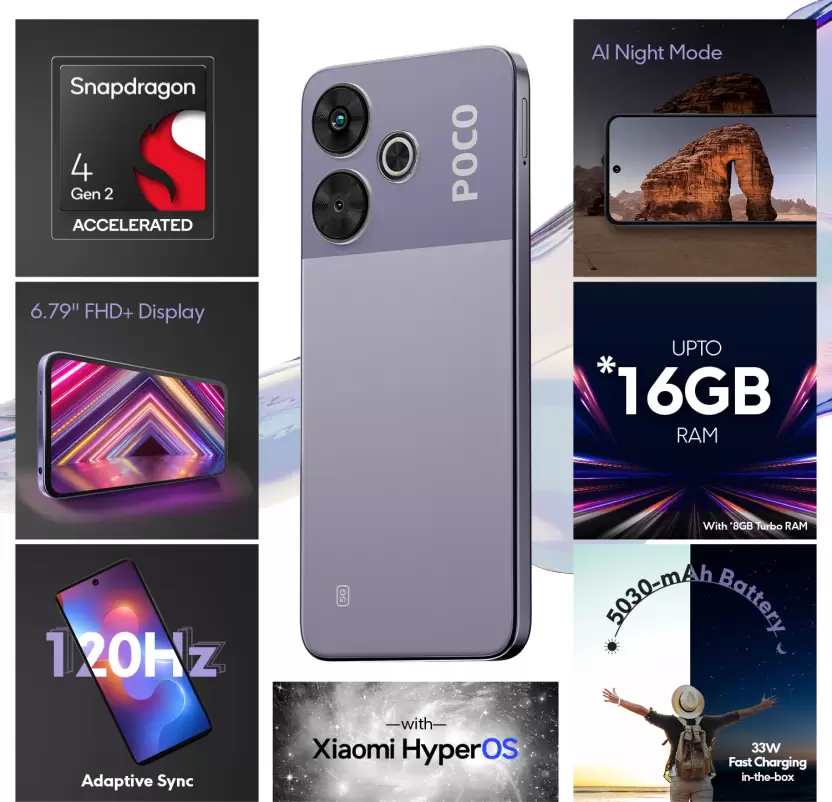 Snapdragon
4
Gen 2
ACCELERATED
6.79" FHD+ Display
120Hz
Adaptive Sync
POCO
5G
—with—
Xiaomi HyperOS
AI Night Mode
UPTO
*16GB
RAM
With *8GB Turbo RAM
5030-mAh Battery
33W
Fast Charging
in-the-box